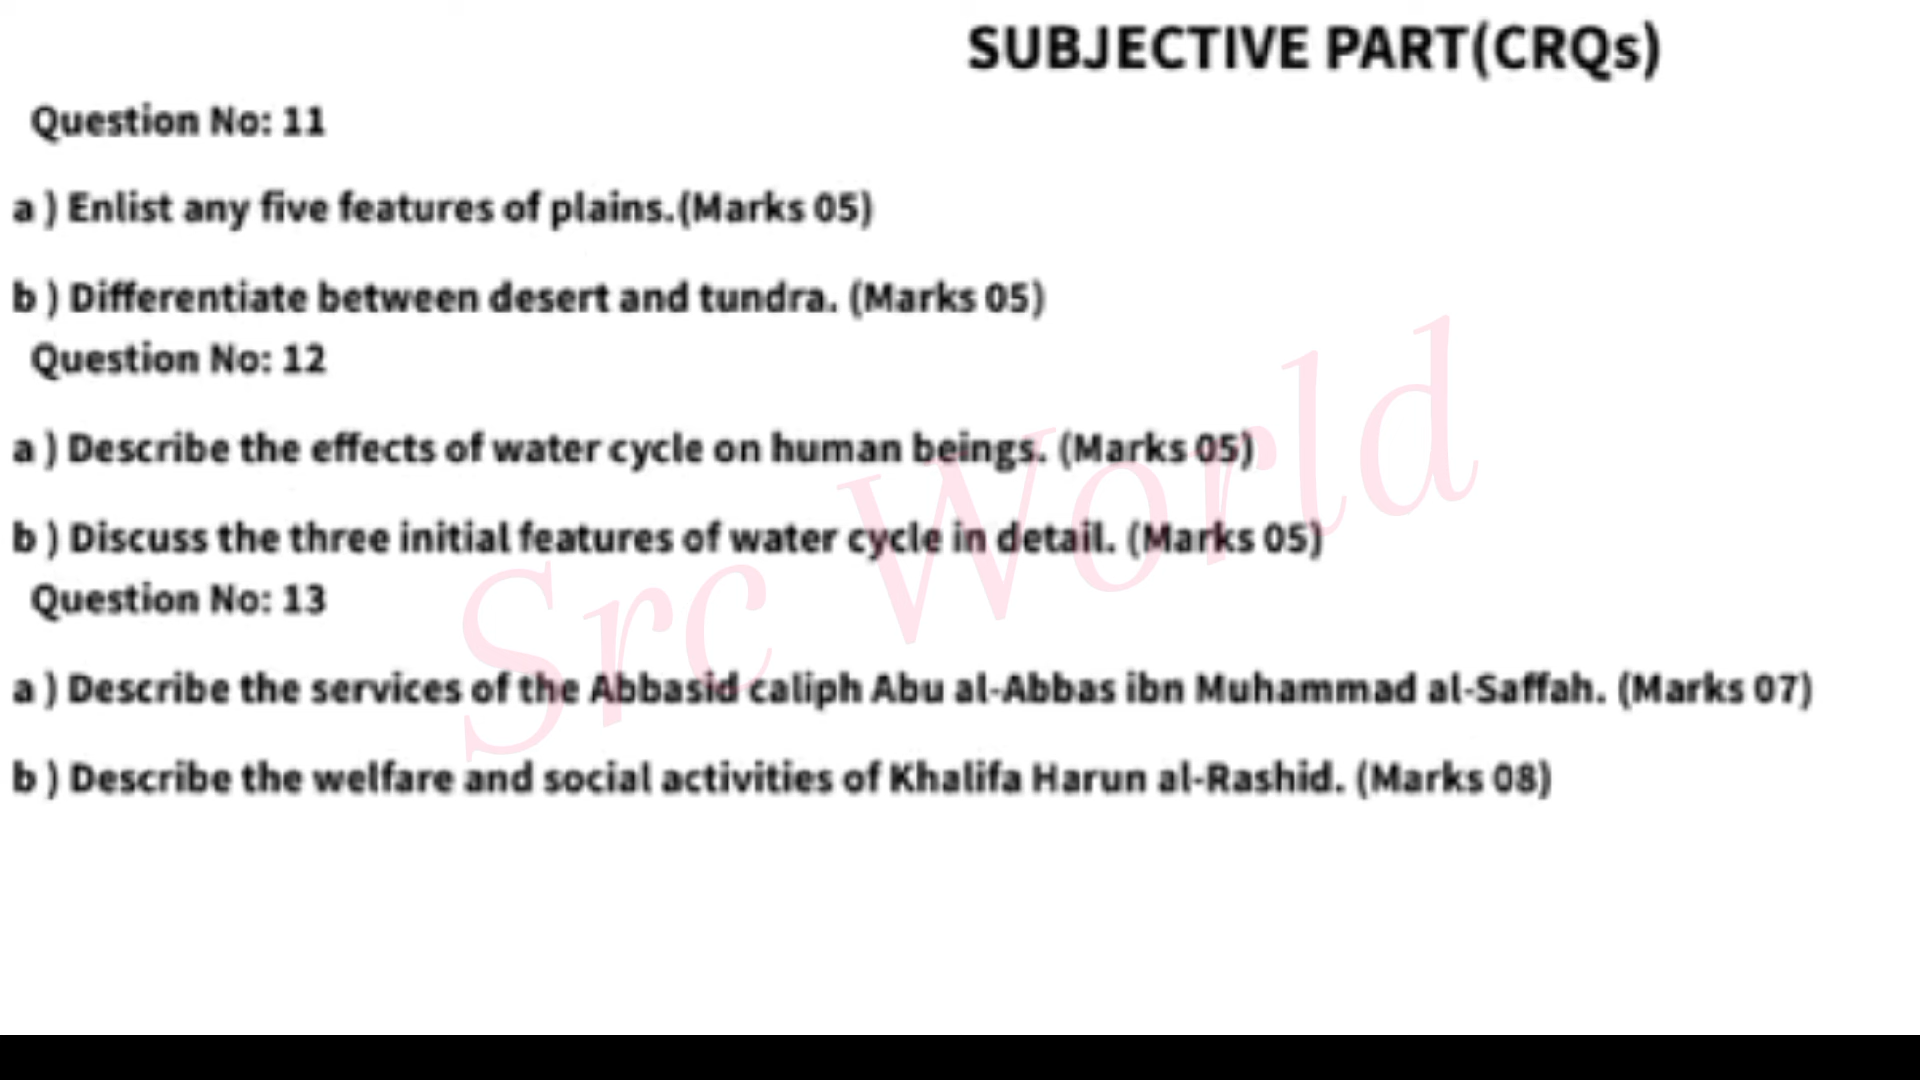 SUBJECTIVE PART(CRQs)
Question No: 11
a ) Enlist any five features of plains.(Marks 05)
b ) Differentiate between desert and tundra. (Marks 05)
Question No: 12
a ) Describe the effects of water cycle on human beings. (Marks 05)
b ) Discuss the three initial features of water cycle in detail. (Marks 05)
Question No: 13
a ) Describe the services of the Abbasid caliph Abu al-Abbas ibn Muhammad al-Saffah. (Marks 07)
b ) Describe the welfare and social activities of Khalifa Harun al-Rashid. (Marks 08)
Src World